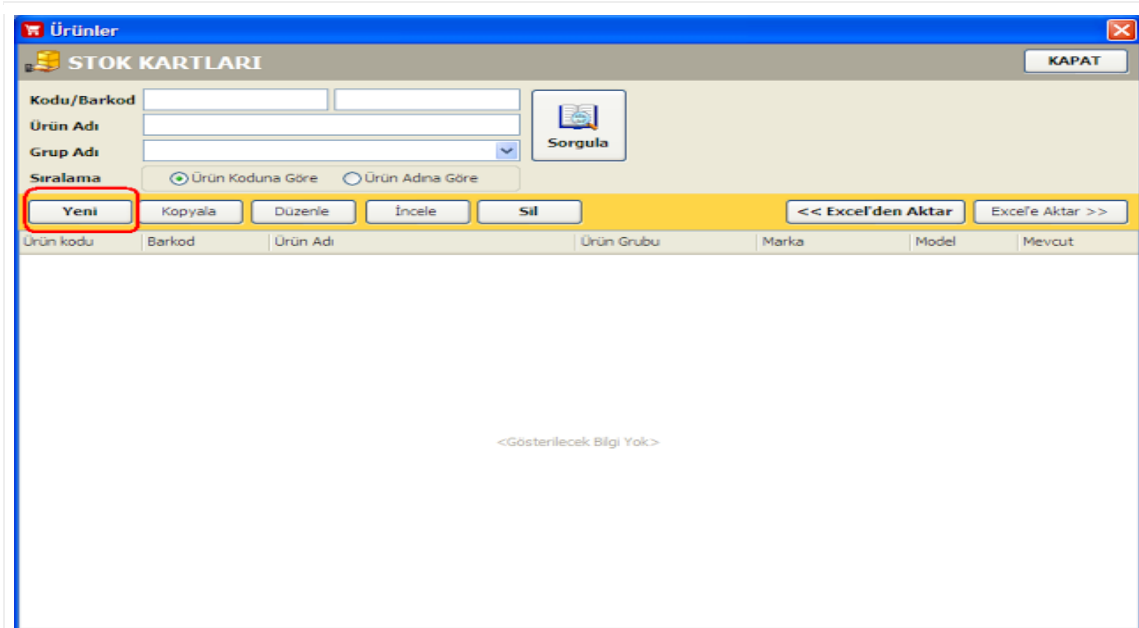 Ürünler
STOK KARTLARI KAPAT
Kodu/Barkod
Ürün Adı
Sorgula
Grup Adı
Sıralama Ürün Koduna Göre Ürün Adına Göre
Yeni Kopyala Düzenle İncele Sil << Excel'den Aktar Excel'e Aktar >>
Ürün kodu Barkod Ürün Adı Ürün Grubu Marka Model Mevcut
<Gösterilecek Bilgi Yok>